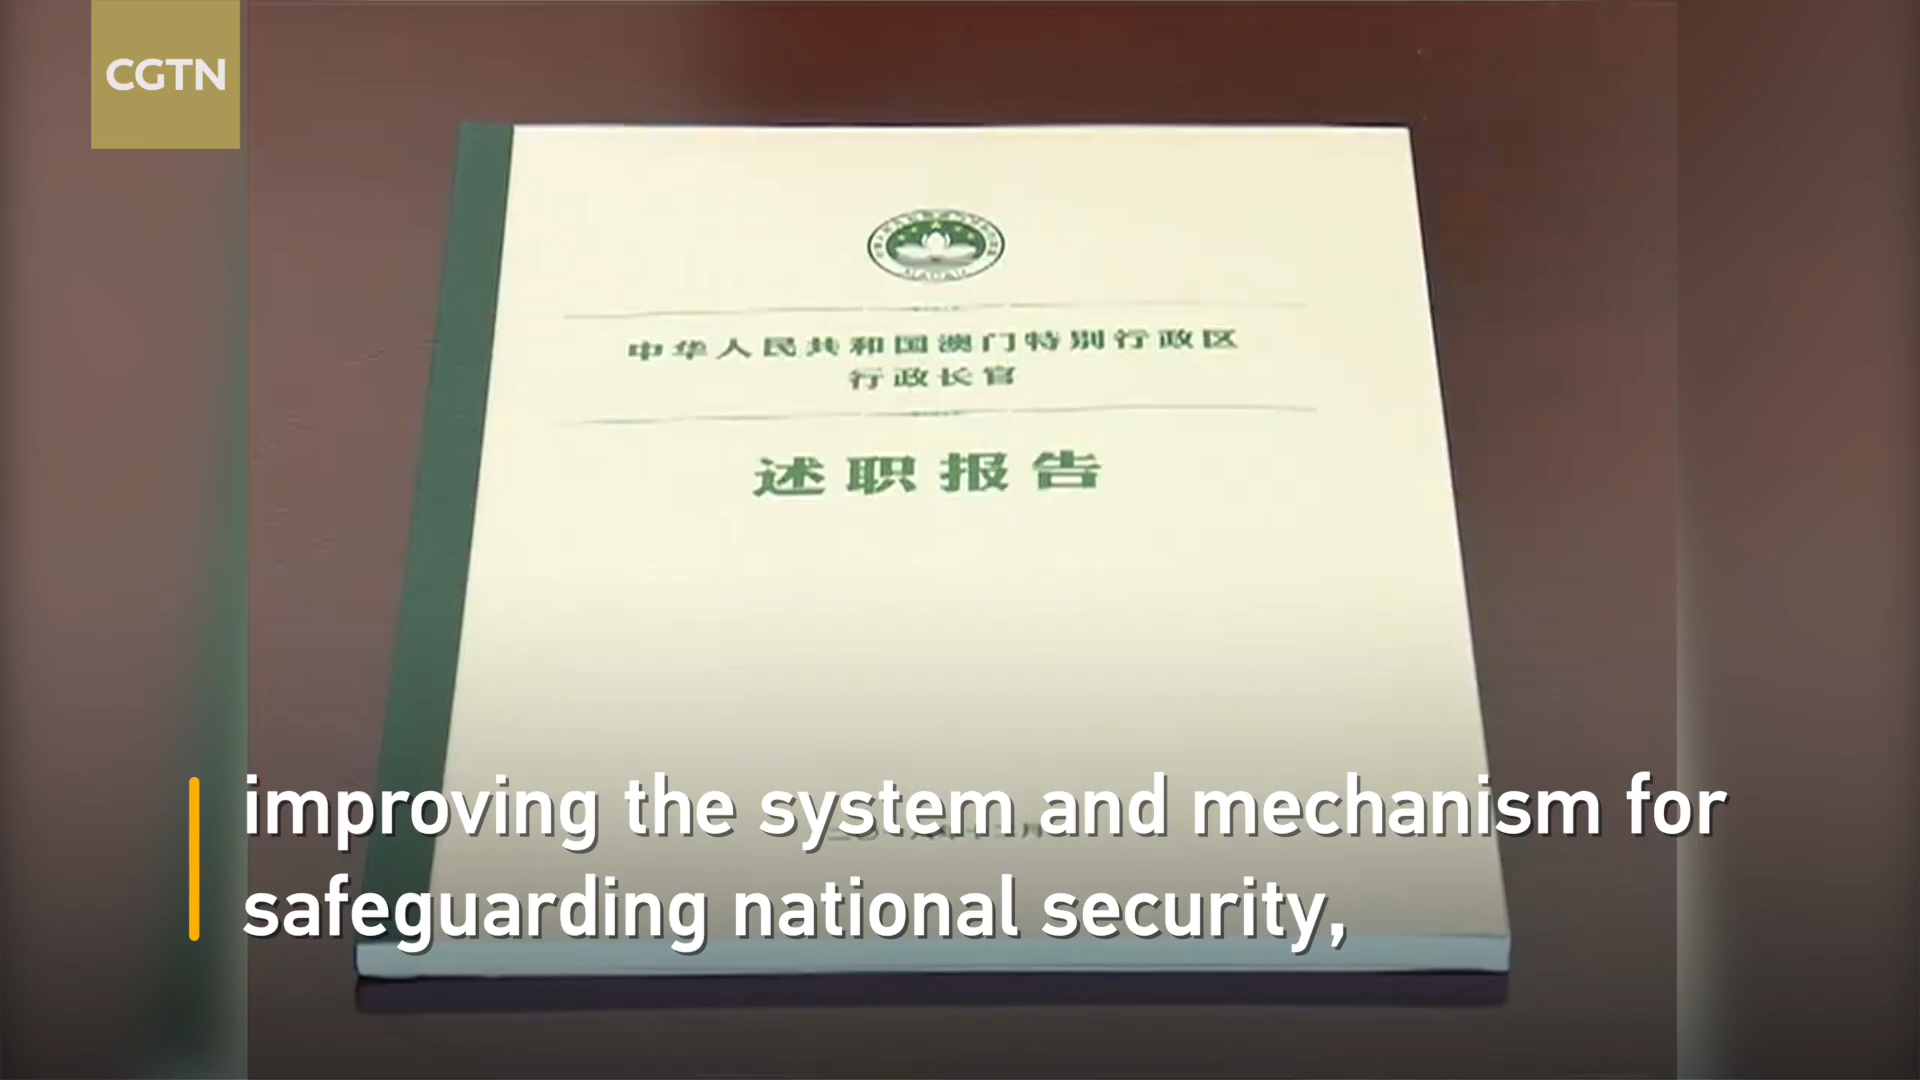 CGTN
MACAU
中华人民共和国澳门特别行政区
行政长官
述职报告
improving the system and mechanism for
safeguarding national security,